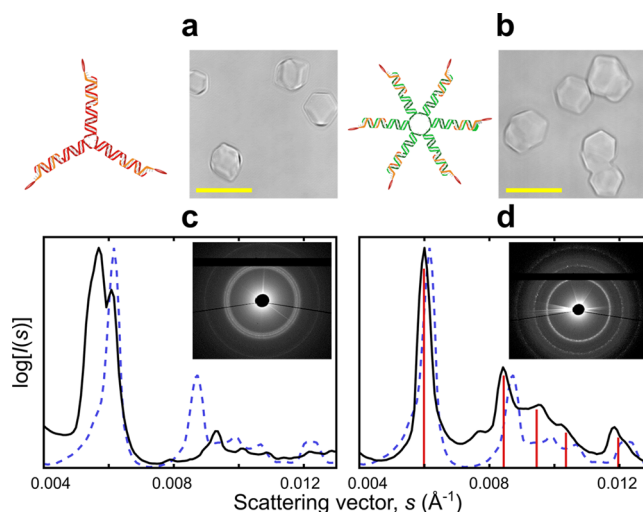 a
b
c
d
log[I(s)]
0.004
0.008
0.012
0.004
0.008
0.012
Scattering vector, s (Å⁻¹)